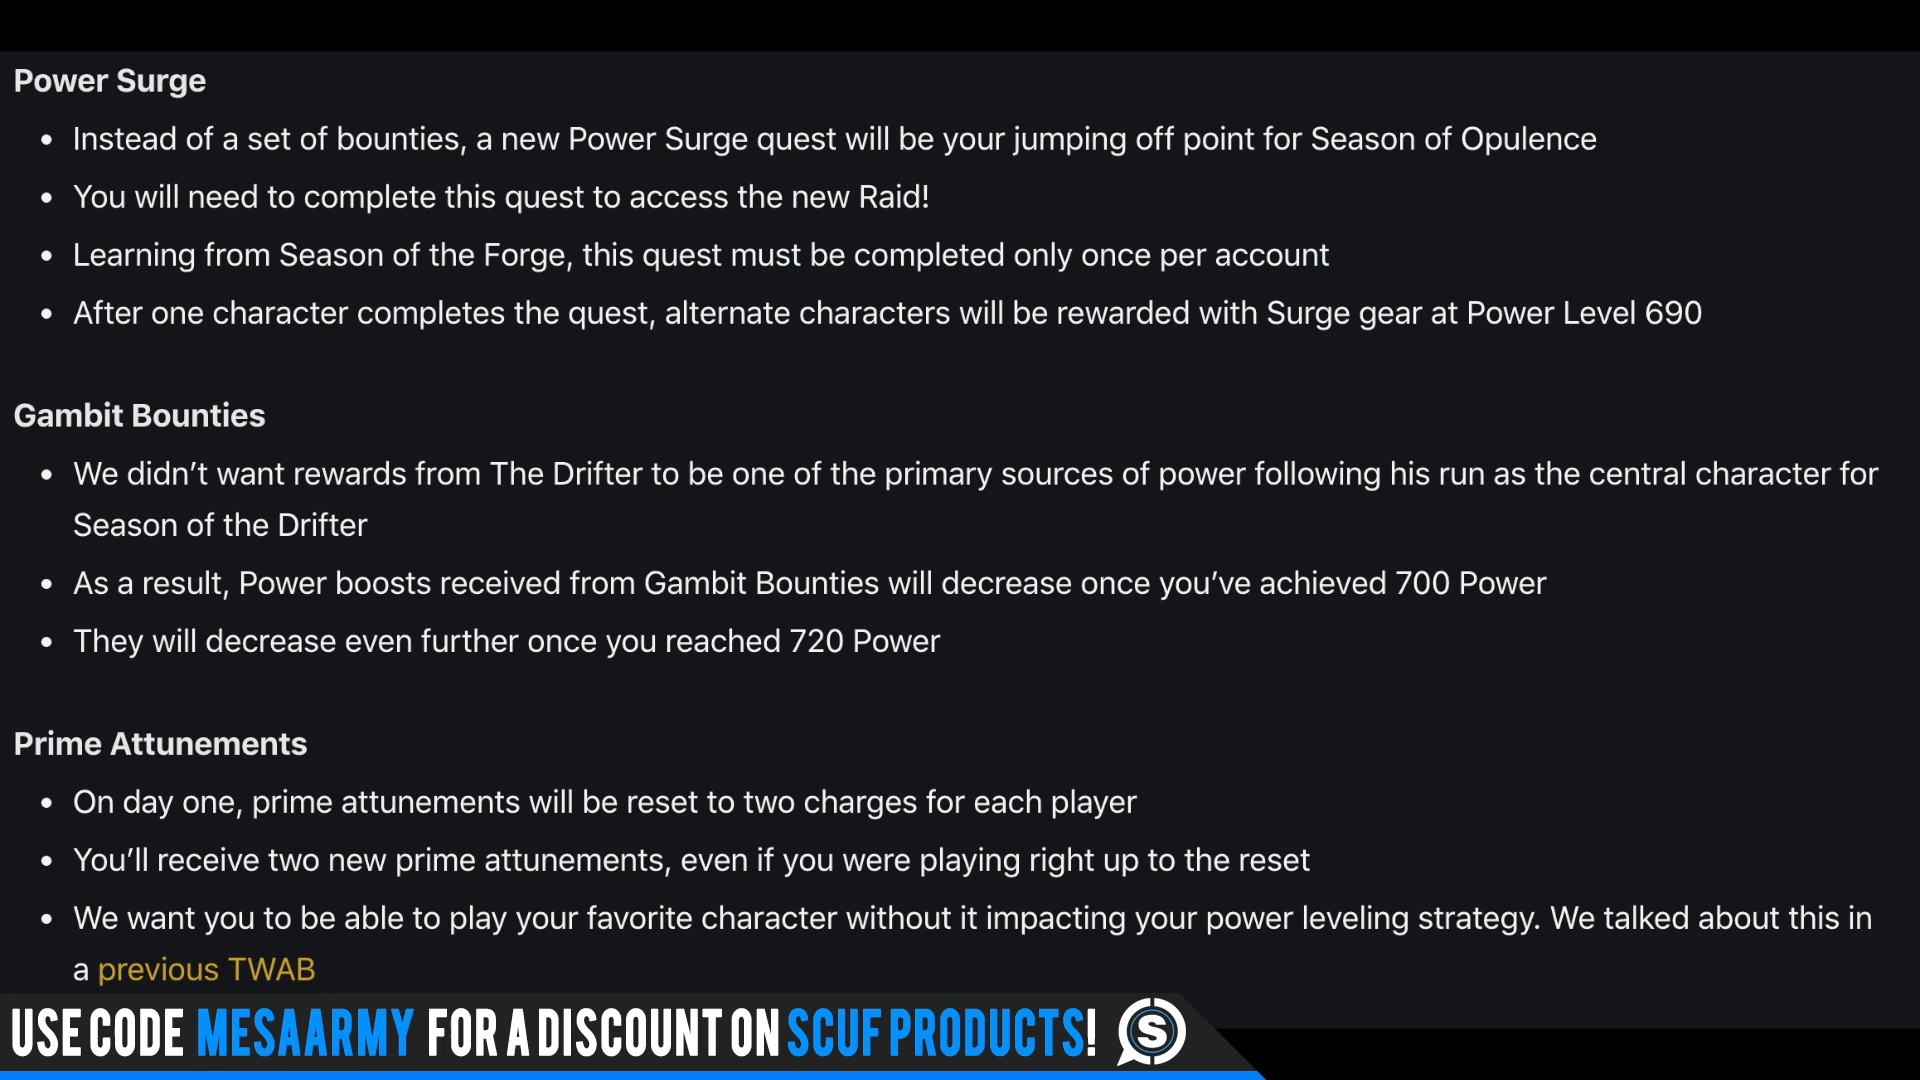 Power Surge
• Instead of a set of bounties, a new Power Surge quest will be your jumping off point for Season of Opulence
• You will need to complete this quest to access the new Raid!
• Learning from Season of the Forge, this quest must be completed only once per account
• After one character completes the quest, alternate characters will be rewarded with Surge gear at Power Level 690
Gambit Bounties
• We didn’t want rewards from The Drifter to be one of the primary sources of power following his run as the central character for
Season of the Drifter
• As a result, Power boosts received from Gambit Bounties will decrease once you’ve achieved 700 Power
• They will decrease even further once you reached 720 Power
Prime Attunements
• On day one, prime attunements will be reset to two charges for each player
• You’ll receive two new prime attunements, even if you were playing right up to the reset
• We want you to be able to play your favorite character without it impacting your power leveling strategy. We talked about this in
a previous TWAB
USE CODE MESAARMY FOR A DISCOUNT ON SCUF PRODUCTS! S